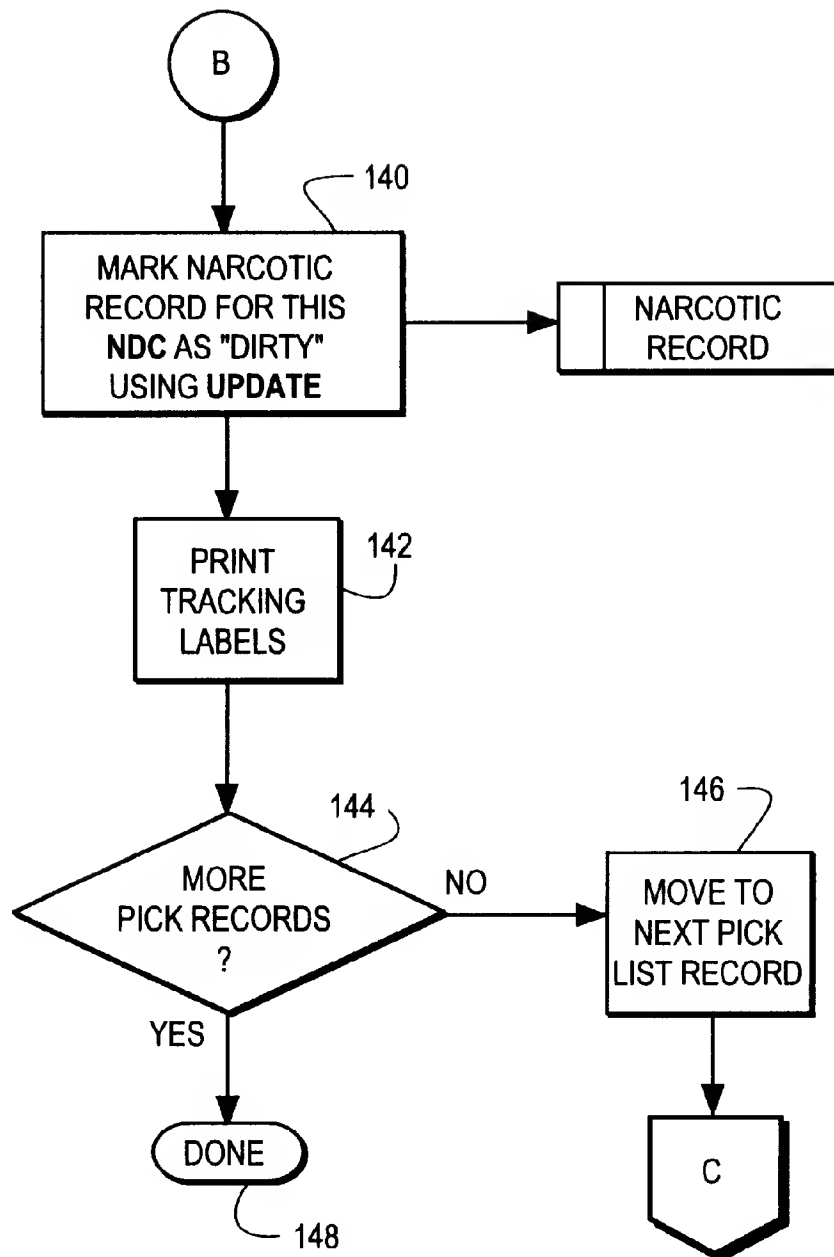 B
140
MARK NARCOTIC
RECORD FOR THIS
NDC AS "DIRTY"
USING UPDATE
NARCOTIC
RECORD
142
PRINT
TRACKING
LABELS
144
MORE
PICK RECORDS
?
NO
146
MOVE TO
NEXT PICK
LIST RECORD
YES
DONE
148
C